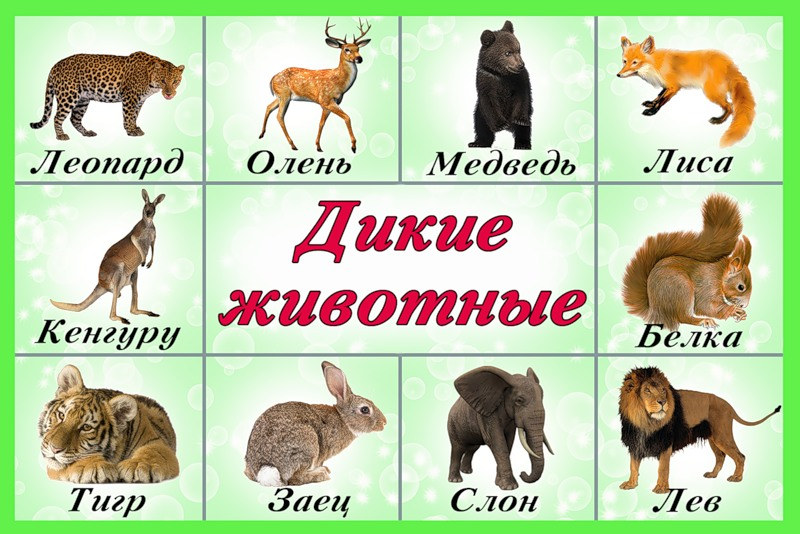 Леопард
Олень
Медведь
Лиса
Кенгуру
Дикие
животные
Белка
Тигр
Заец
Слон
Лев